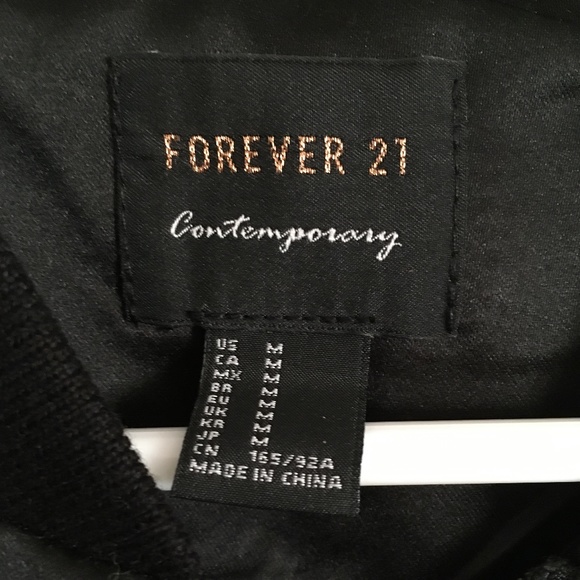 FOREVER 21
Contemporary
US M
CA M
MX M
BR M
EU M
UK M
KR M
JP M
CN 165/92A
MADE IN CHINA